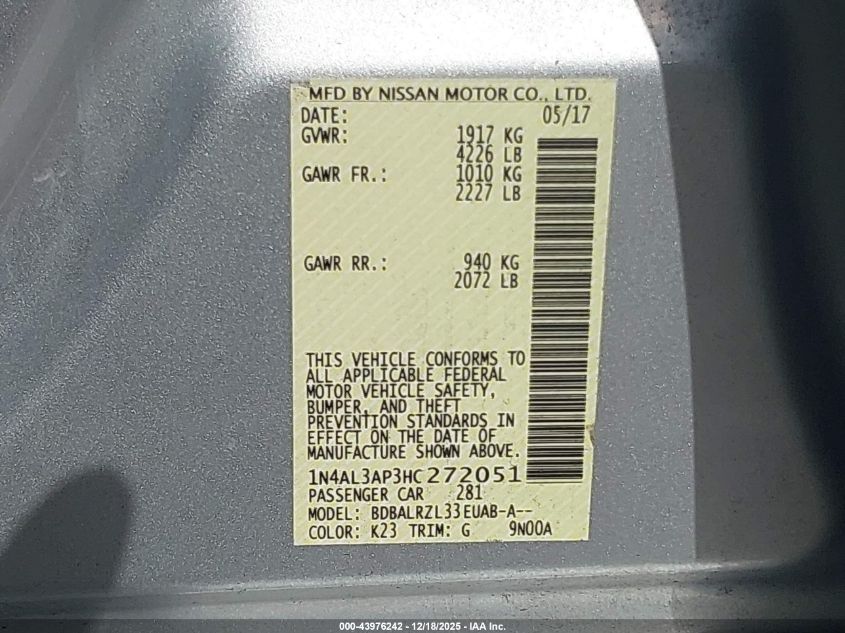 MFD BY NISSAN MOTOR CO., LTD.
DATE: 05/17
GVWR: 1917 KG
4226 LB
GAWR FR.: 1010 KG
2227 LB
GAWR RR.: 940 KG
2072 LB
THIS VEHICLE CONFORMS TO
ALL APPLICABLE FEDERAL
MOTOR VEHICLE SAFETY,
BUMPER, AND THEFT
PREVENTION STANDARDS IN
EFFECT ON THE DATE OF
MANUFACTURE SHOWN ABOVE.
1N4AL3AP3HC272051
PASSENGER CAR 281
MODEL: BDBALRZL33EUAB-A--
COLOR: K23 TRIM: G 9N00A
000-43976242 - 12/18/2025 - IAA Inc.